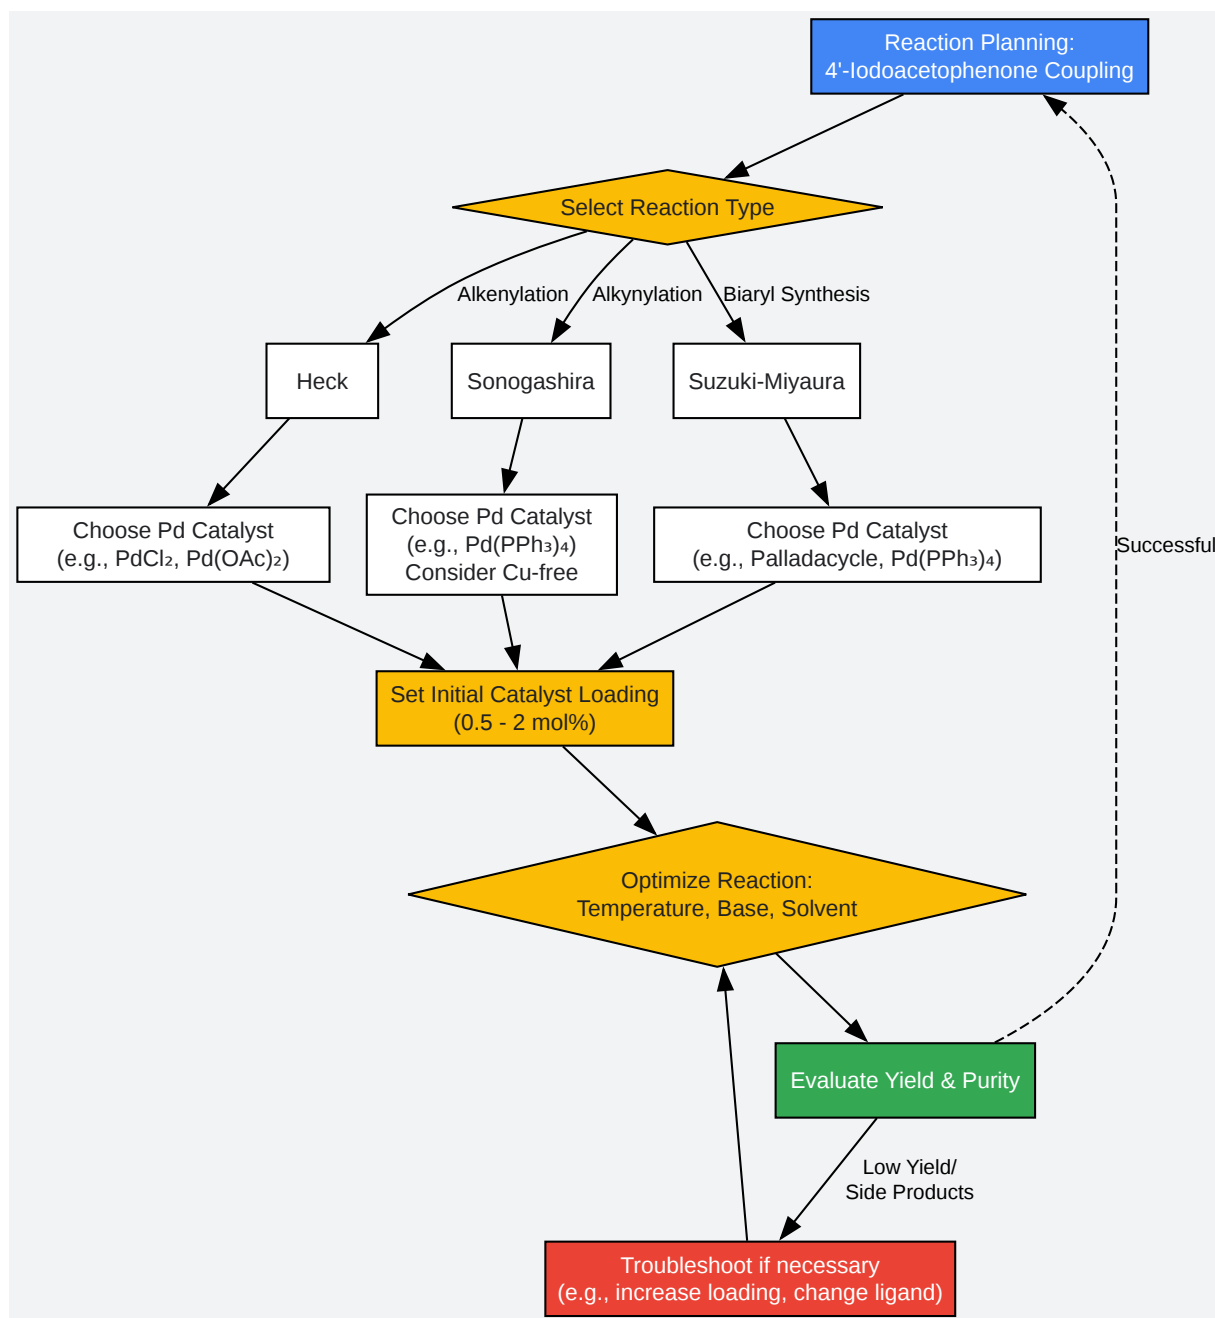 Reaction Planning:
4'-Iodoacetophenone Coupling
Select Reaction Type
Alkenylation
Alkynylation
Biaryl Synthesis
Heck
Sonogashira
Suzuki-Miyaura
Choose Pd Catalyst
(e.g., PdCl₂, Pd(OAc)₂)
Choose Pd Catalyst
(e.g., Pd(PPh₃)₄)
Consider Cu-free
Choose Pd Catalyst
(e.g., Palladacycle, Pd(PPh₃)₄)
Successful
Set Initial Catalyst Loading
(0.5 - 2 mol%)
Optimize Reaction:
Temperature, Base, Solvent
Evaluate Yield & Purity
Low Yield/
Side Products
Troubleshoot if necessary
(e.g., increase loading, change ligand)